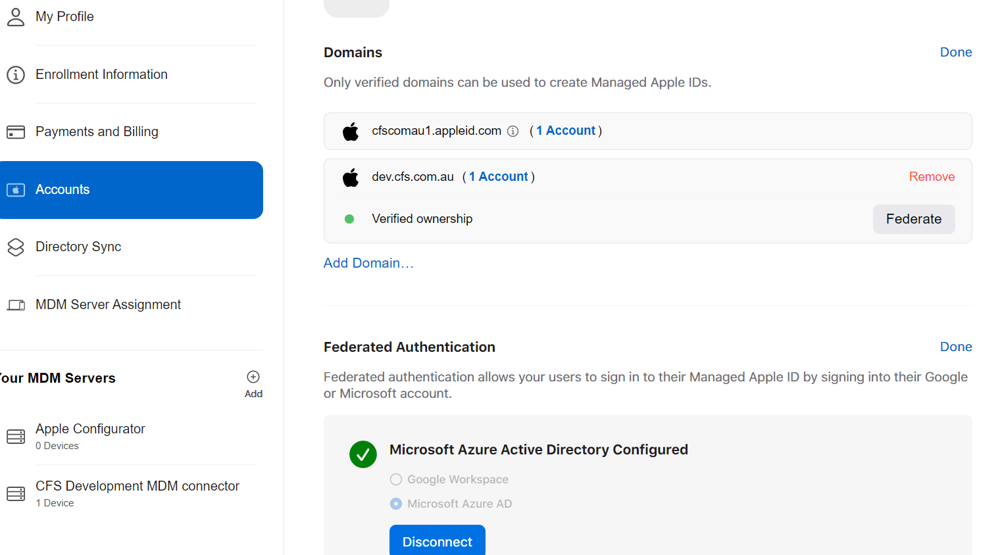 My Profile
Enrollment Information
Payments and Billing
Accounts
Directory Sync
MDM Server Assignment
Your MDM Servers
Add
Apple Configurator
0 Devices
CFS Development MDM connector
1 Device
Domains
Done
Only verified domains can be used to create Managed Apple IDs.
cfscomau1.appleid.com (1 Account)
dev.cfs.com.au (1 Account)
Remove
Verified ownership
Federate
Add Domain…
Federated Authentication
Done
Federated authentication allows your users to sign in to their Managed Apple ID by signing into their Google
or Microsoft account.
Microsoft Azure Active Directory Configured
Google Workspace
Microsoft Azure AD
Disconnect